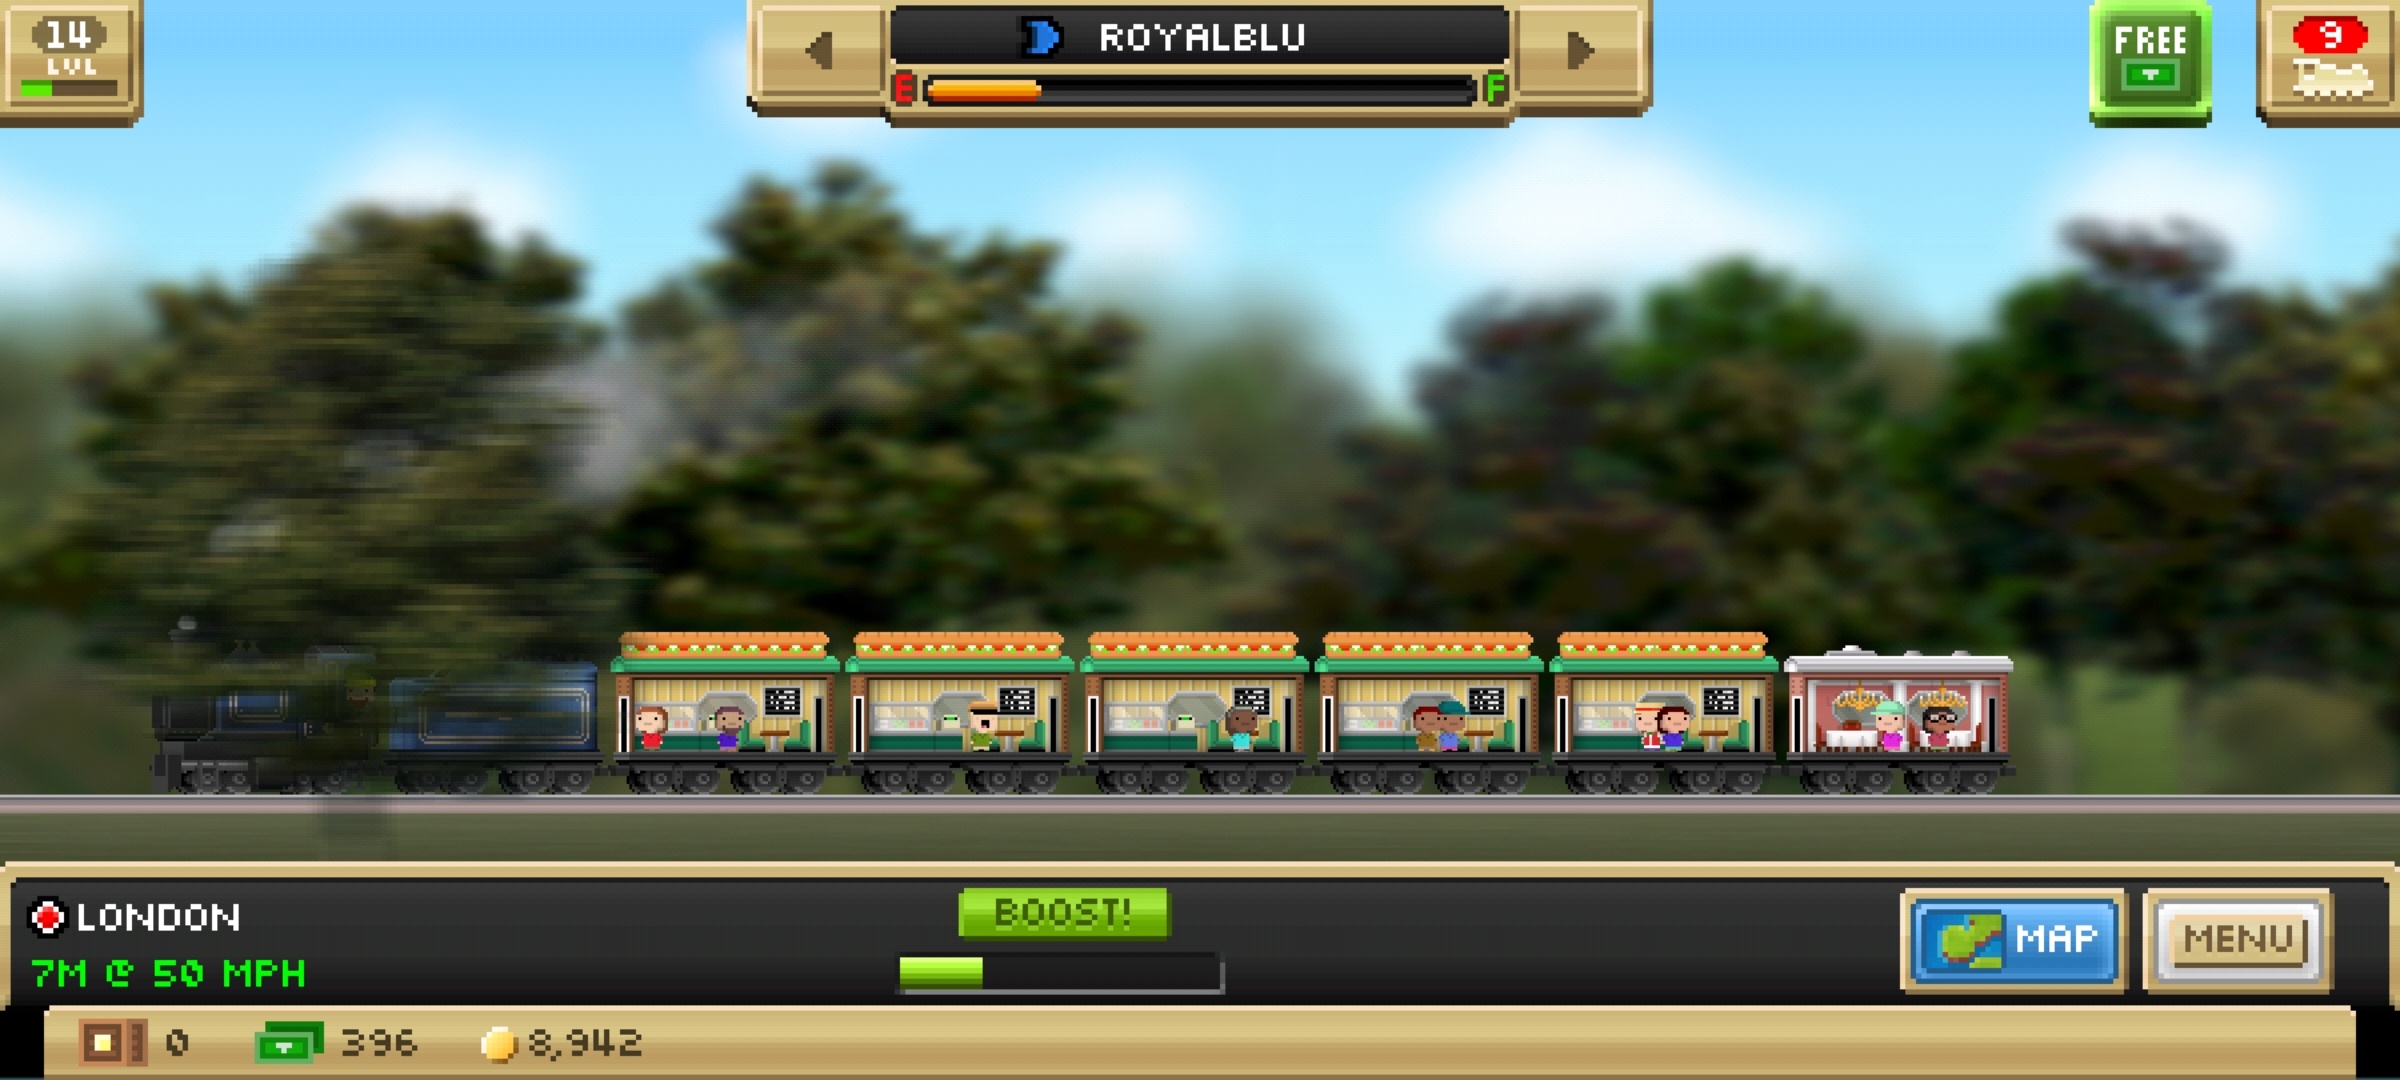 14
LVL
ROYALBLU
E
F
FREE
9
LONDON
7M @ 50 MPH
BOOST!
MAP
MENU
0
396
8,942